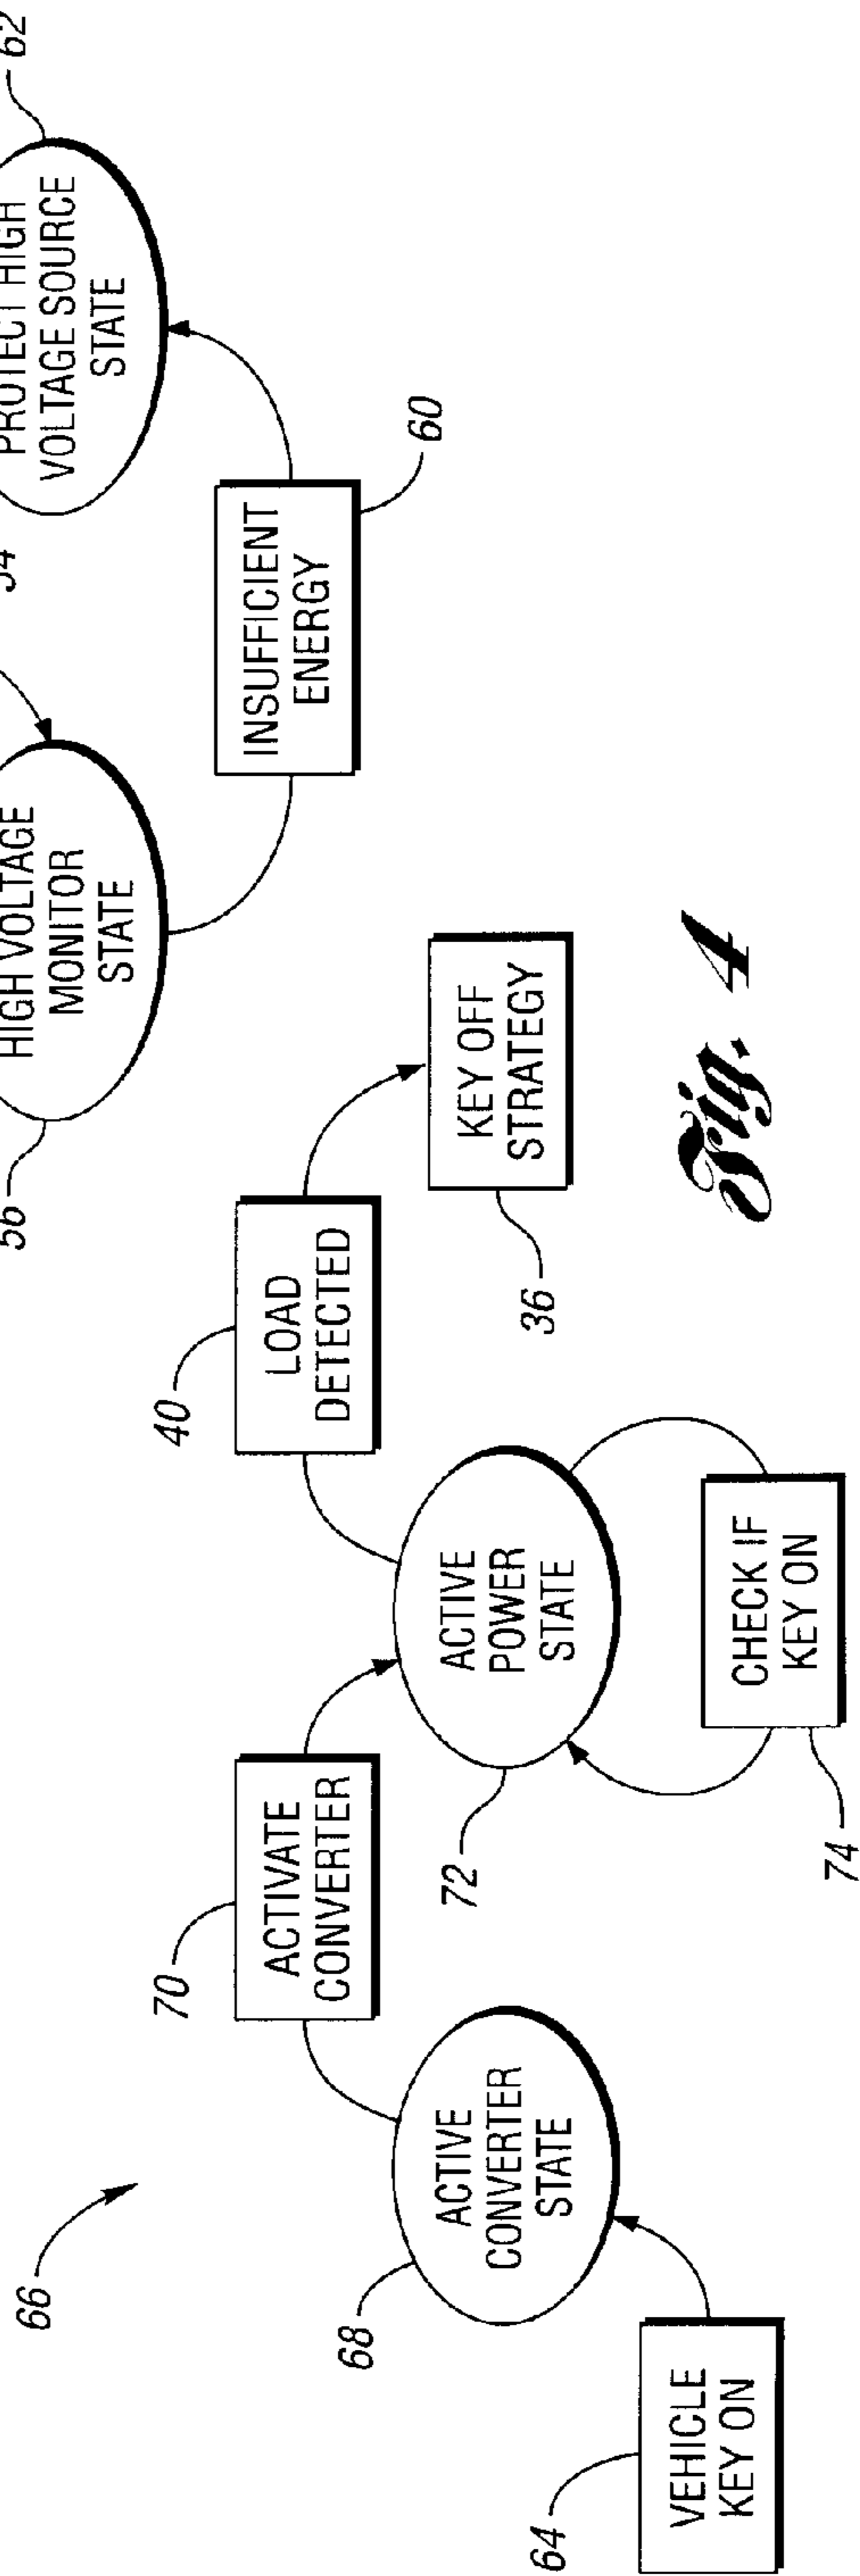 62
PROTECT HIGH
VOLTAGE SOURCE
STATE
54
HIGH VOLTAGE
MONITOR
STATE
56
INSUFFICIENT
ENERGY
60
66
70
ACTIVATE
CONVERTER
40
LOAD
DETECTED
68
ACTIVE
CONVERTER
STATE
72
ACTIVE
POWER
STATE
KEY OFF
STRATEGY
36
64
VEHICLE
KEY ON
CHECK IF
KEY ON
74
Fig. 4